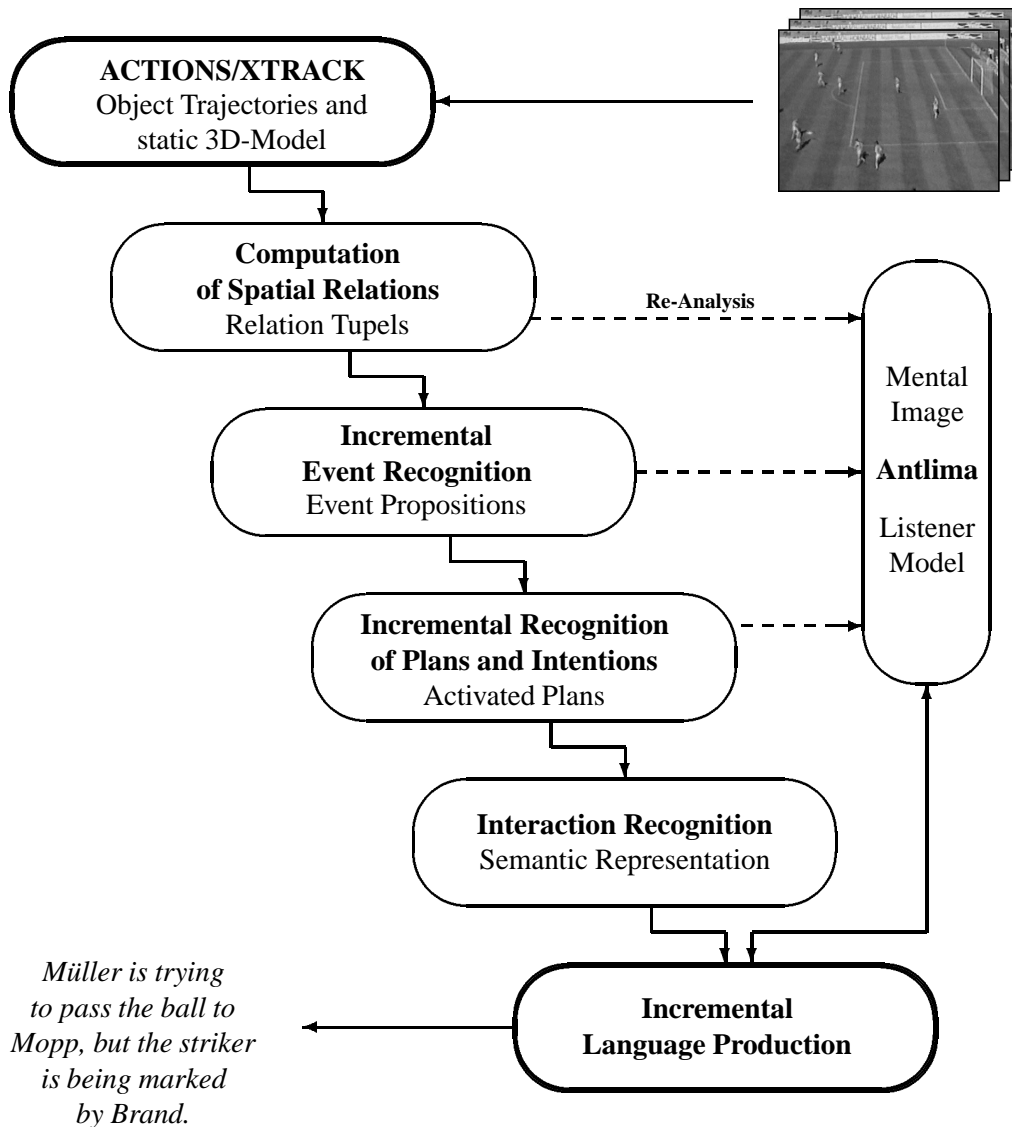 ACTIONS/XTRACK
Object Trajectories and
static 3D-Model
Computation
of Spatial Relations
Relation Tupels
Re-Analysis
Mental
Image
Antlima
Listener
Model
Incremental
Event Recognition
Event Propositions
Incremental Recognition
of Plans and Intentions
Activated Plans
Interaction Recognition
Semantic Representation
Incremental
Language Production
Müller is trying
to pass the ball to
Mopp, but the striker
is being marked
by Brand.